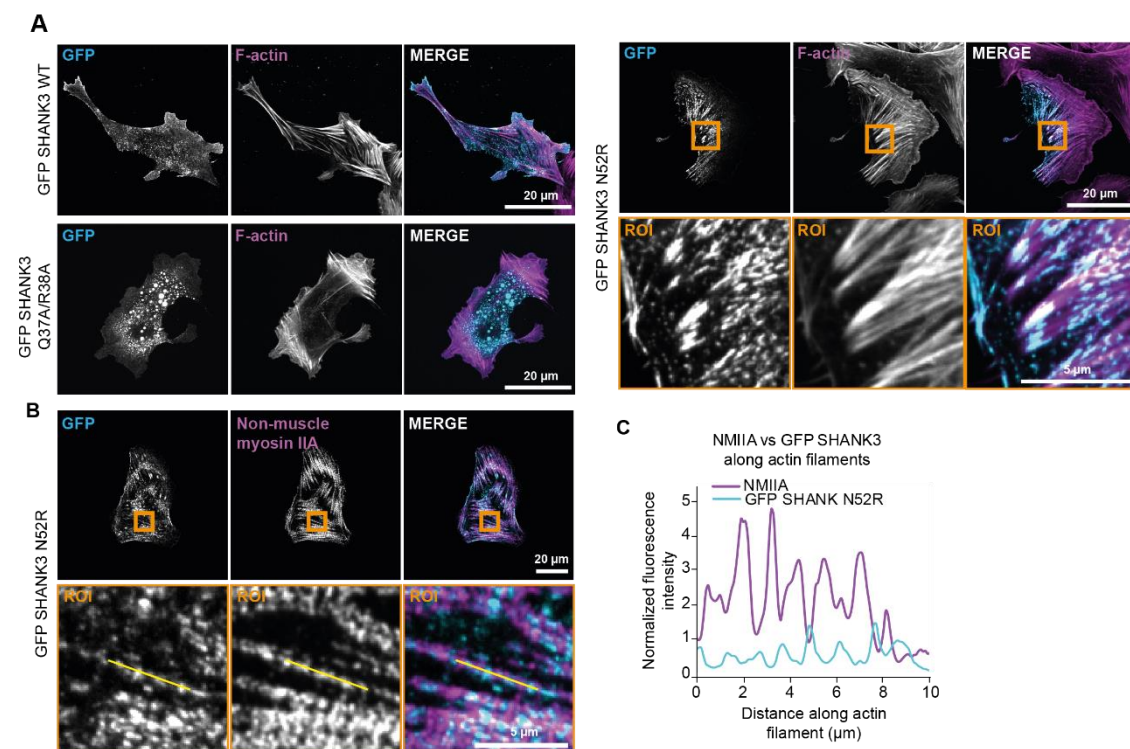 A
GFP
F-actin
MERGE
GFP SHANK3 WT
20 µm
GFP
F-actin
MERGE
GFP SHANK3
Q37A/R38A
20 µm
GFP
F-actin
MERGE
GFP SHANK3 N52R
20 µm
ROI
ROI
ROI
5 µm
B
GFP
Non-muscle
myosin IIA
MERGE
GFP SHANK3 N52R
20 µm
ROI
ROI
ROI
5 µm
C
NMIIA vs GFP SHANK3
along actin filaments
NMIIA
GFP SHANK N52R
Normalized fluorescence
intensity
5
4
3
2
1
0
0 2 4 6 8 10
Distance along actin
filament (µm)